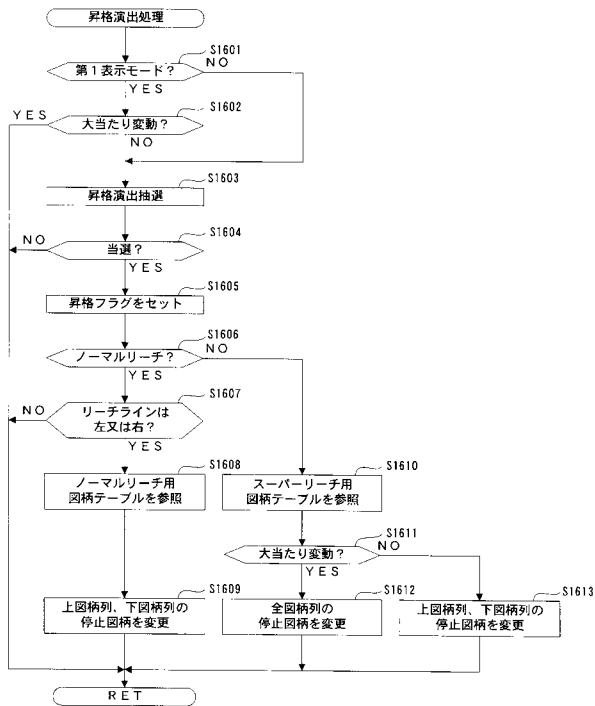 昇格演出処理
S1601
第1表示モード?
NO
YES
S1602
YES
大当たり変動?
NO
S1603
昇格演出抽選
S1604
NO
当選?
YES
S1605
昇格フラグをセット
S1606
ノーマルリーチ?
NO
YES
S1607
NO
リーチラインは
左又は右?
YES
S1608
ノーマルリーチ用
図柄テーブルを参照
S1610
スーパーリーチ用
図柄テーブルを参照
S1611
大当たり変動?
NO
YES
S1609
上図柄列、下図柄列の
停止図柄を変更
S1612
全図柄列の
停止図柄を変更
S1613
上図柄列、下図柄列の
停止図柄を変更
RET